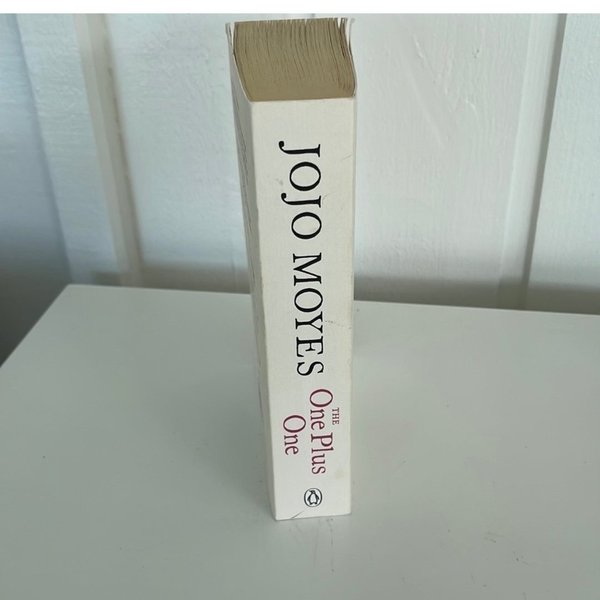 JOJO MOYES
THE
One Plus
One